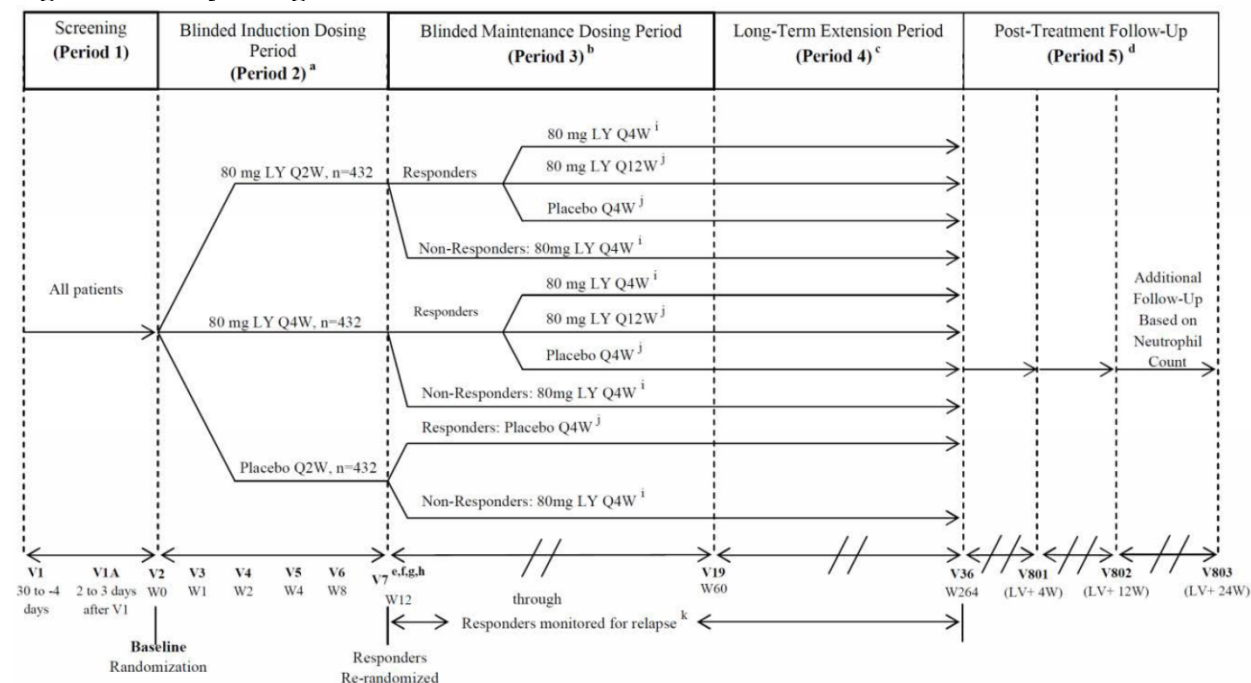 Screening
(Period 1)
Blinded Induction Dosing
Period
(Period 2) a
Blinded Maintenance Dosing Period
(Period 3) b
Long-Term Extension Period
(Period 4) c
Post-Treatment Follow-Up
(Period 5) d
All patients
80 mg LY Q2W, n=432
80 mg LY Q4W, n=432
Placebo Q2W, n=432
Responders
80 mg LY Q4W i
80 mg LY Q12W j
Placebo Q4W j
Non-Responders: 80mg LY Q4W i
Responders
80 mg LY Q4W i
80 mg LY Q12W j
Placebo Q4W j
Non-Responders: 80mg LY Q4W i
Responders: Placebo Q4W j
Non-Responders: 80mg LY Q4W i
Additional
Follow-Up
Based on
Neutrophil
Count
V1
30 to -4
days
V1A
2 to 3 days
after V1
V2
W0
V3
W1
V4
W2
V5
W4
V6
W8
V7 e,f,g,h
W12
through
V19
W60
V36
W264
V801
(LV+ 4W)
V802
(LV+ 12W)
V803
(LV+ 24W)
Responders monitored for relapse k
Baseline
Randomization
Responders
Re-randomized